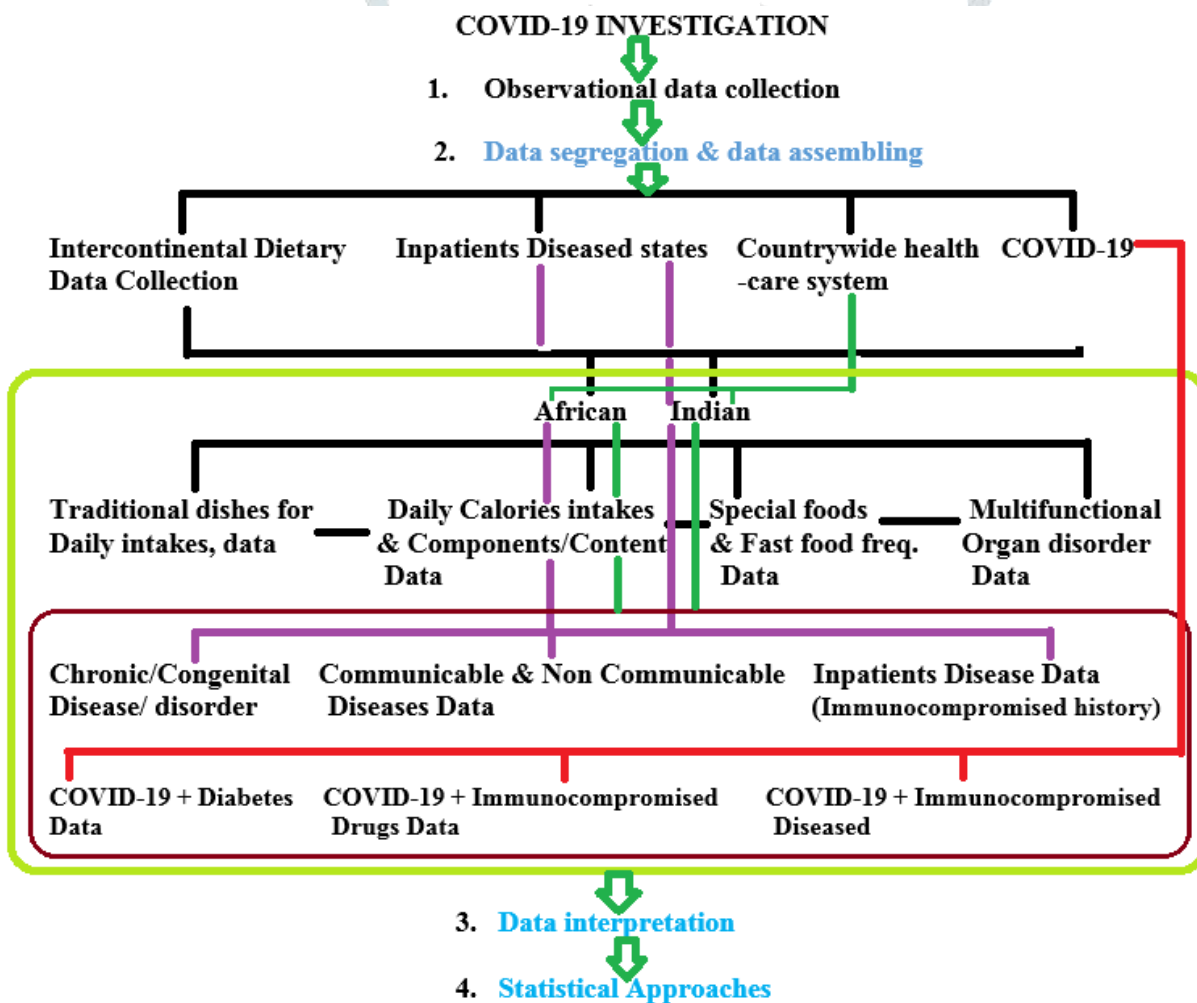 COVID-19 INVESTIGATION
1. Observational data collection
2. Data segregation & data assembling
Intercontinental Dietary
Data Collection
Inpatients Diseased states
Countrywide health
-care system
COVID-19
African
Indian
Traditional dishes for
Daily intakes, data
Daily Calories intakes
& Components/Content
Data
Special foods
& Fast food freq.
Data
Multifunctional
Organ disorder
Data
Chronic/Congenital
Disease/ disorder
Communicable & Non Communicable
Diseases Data
Inpatients Disease Data
(Immunocompromised history)
COVID-19 + Diabetes
Data
COVID-19 + Immunocompromised
Drugs Data
COVID-19 + Immunocompromised
Diseased
3. Data interpretation
4. Statistical Approaches